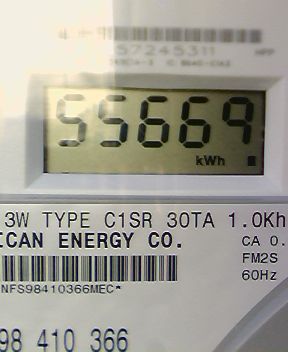 57245311
55669
kWh
3W TYPE C1SR 30TA 1.0Kh
ICAN ENERGY CO.
CA 0.
FM2S
60Hz
NFS98410366MEC*
98 410 366